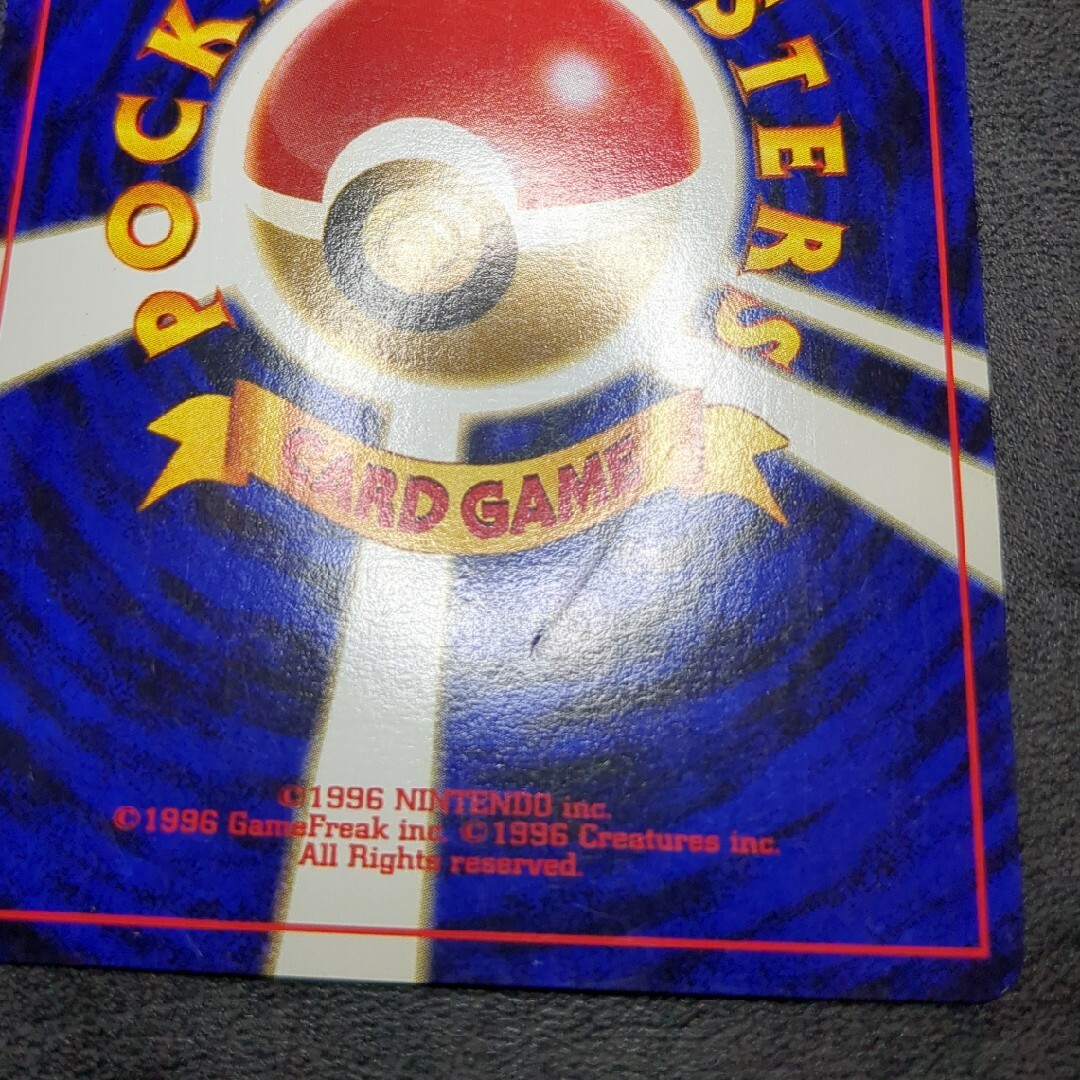 POCK
STERS
CARD GAME
©1996 NINTENDO inc.
©1996 GameFreak inc. ©1996 Creatures inc.
All Rights reserved.